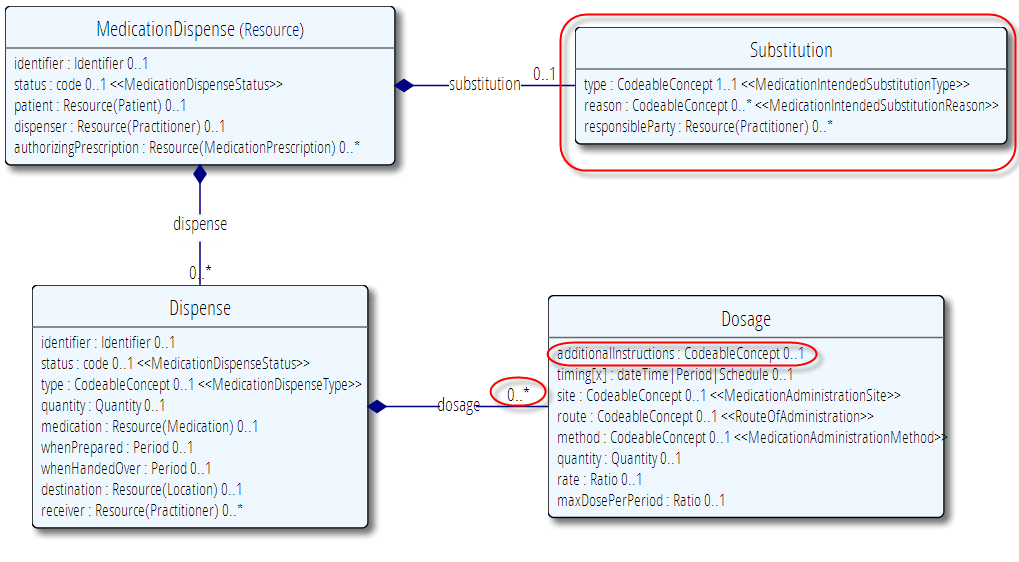 MedicationDispense (Resource)
identifier : Identifier 0..1
status : code 0..1 <<MedicationDispenseStatus>>
patient : Resource(Patient) 0..1
dispenser : Resource(Practitioner) 0..1
authorizingPrescription : Resource(MedicationPrescription) 0..*
substitution
0..1
Substitution
type : CodeableConcept 1..1 <<MedicationIntendedSubstitutionType>>
reason : CodeableConcept 0..* <<MedicationIntendedSubstitutionReason>>
responsibleParty : Resource(Practitioner) 0..*
dispense
0..*
Dispense
identifier : Identifier 0..1
status : code 0..1 <<MedicationDispenseStatus>>
type : CodeableConcept 0..1 <<MedicationDispenseType>>
quantity : Quantity 0..1
medication : Resource(Medication) 0..1
whenPrepared : Period 0..1
whenHandedOver : Period 0..1
destination : Resource(Location) 0..1
receiver : Resource(Practitioner) 0..*
dosage
0..*
Dosage
additionalInstructions : CodeableConcept 0..1
timing[x] : dateTime|Period|Schedule 0..1
site : CodeableConcept 0..1 <<MedicationAdministrationSite>>
route : CodeableConcept 0..1 <<RouteOfAdministration>>
method : CodeableConcept 0..1 <<MedicationAdministrationMethod>>
quantity : Quantity 0..1
rate : Ratio 0..1
maxDosePerPeriod : Ratio 0..1